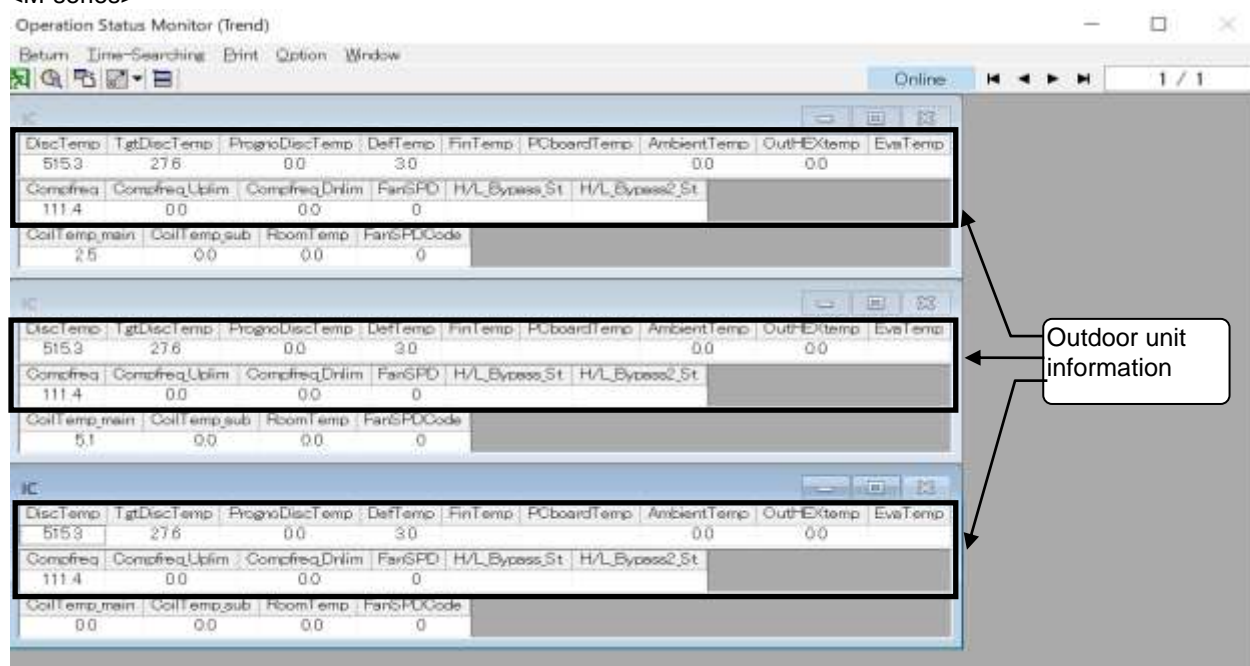 Operation Status Monitor (Trend)
Return Time-Searching Print Option Window
Online 1 / 1
IC
DiscTemp TgtDiscTemp PrognoDiscTemp DefTemp FinTemp PCboardTemp AmbientTemp OutHEXtemp EvaTemp
515.3 27.6 0.0 3.0 0.0 0.0
Compfreq Compfreq_Uplim Compfreq_Dnlim FanSPD H/L_Bypass_St H/L_Bypass2_St
111.4 0.0 0.0 0
CoilTemp_main CoilTemp_sub RoomTemp FanSPDCode
2.5 0.0 0.0 0
IC
DiscTemp TgtDiscTemp PrognoDiscTemp DefTemp FinTemp PCboardTemp AmbientTemp OutHEXtemp EvaTemp
515.3 27.6 0.0 3.0 0.0 0.0
Compfreq Compfreq_Uplim Compfreq_Dnlim FanSPD H/L_Bypass_St H/L_Bypass2_St
111.4 0.0 0.0 0
CoilTemp_main CoilTemp_sub RoomTemp FanSPDCode
5.1 0.0 0.0 0
Outdoor unit
information
IC
DiscTemp TgtDiscTemp PrognoDiscTemp DefTemp FinTemp PCboardTemp AmbientTemp OutHEXtemp EvaTemp
515.3 27.6 0.0 3.0 0.0 0.0
Compfreq Compfreq_Uplim Compfreq_Dnlim FanSPD H/L_Bypass_St H/L_Bypass2_St
111.4 0.0 0.0 0
CoilTemp_main CoilTemp_sub RoomTemp FanSPDCode
0.0 0.0 0.0 0